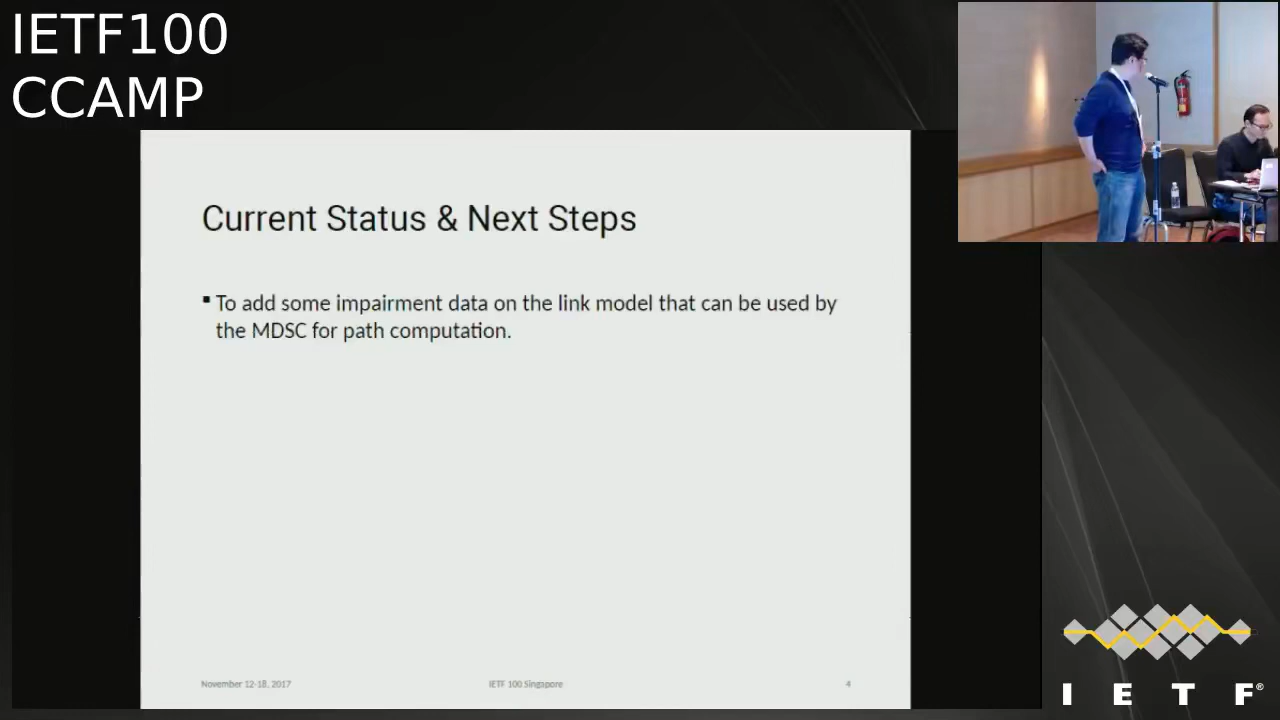 IETF100
CCAMP
Current Status & Next Steps
▪ To add some impairment data on the link model that can be used by
the MDSC for path computation.
November 12-18, 2017
IETF 100 Singapore
4
I E T F®